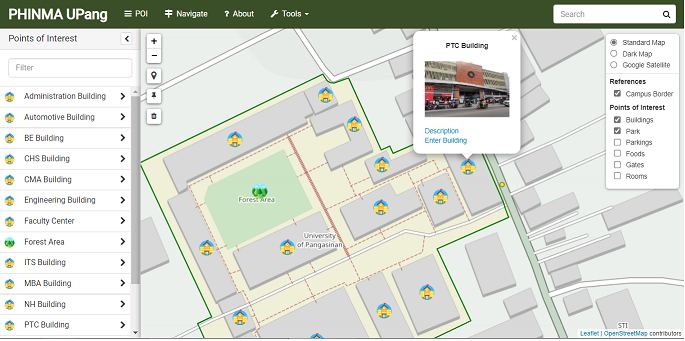 PHINMA UPang
POI
Navigate
? About
Tools
Search
Points of Interest
Filter
Administration Building
Automotive Building
BE Building
CHS Building
CMA Building
Engineering Building
Faculty Center
Forest Area
ITS Building
MBA Building
NH Building
PTC Building
+
−
PTC Building
×
Description
Enter Building
Forest Area
University
of Pangasinan
STI
Standard Map
Dark Map
Google Satellite
References
Campus Border
Points of Interest
Buildings
Park
Parkings
Foods
Gates
Rooms
Leaflet | OpenStreetMap contributors